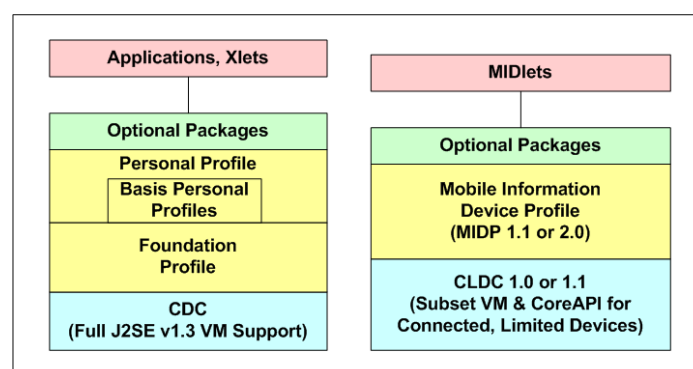 Applications, Xlets
Optional Packages
Personal Profile
Basis Personal
Profiles
Foundation
Profile
CDC
(Full J2SE v1.3 VM Support)
MIDlets
Optional Packages
Mobile Information
Device Profile
(MIDP 1.1 or 2.0)
CLDC 1.0 or 1.1
(Subset VM & CoreAPI for
Connected, Limited Devices)